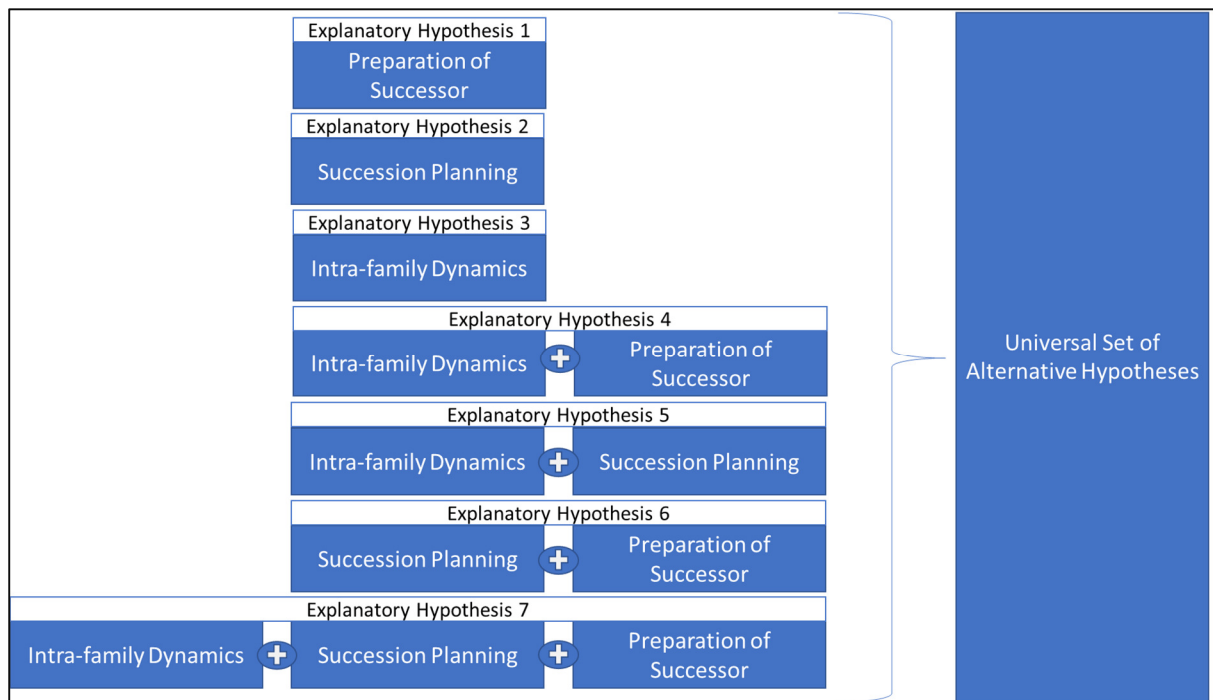 Explanatory Hypothesis 1
Preparation of
Successor
Explanatory Hypothesis 2
Succession Planning
Explanatory Hypothesis 3
Intra-family Dynamics
Explanatory Hypothesis 4
Intra-family Dynamics
+
Preparation of
Successor
Explanatory Hypothesis 5
Intra-family Dynamics
+
Succession Planning
Explanatory Hypothesis 6
Succession Planning
+
Preparation of
Successor
Explanatory Hypothesis 7
Intra-family Dynamics
+
Succession Planning
+
Preparation of
Successor
Universal Set of
Alternative Hypotheses